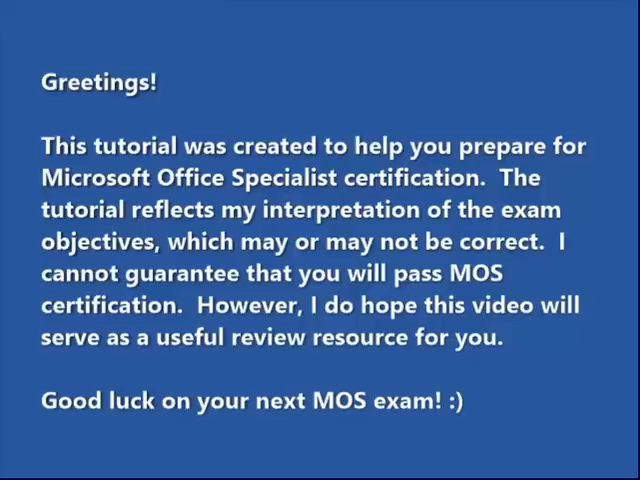 Greetings!
This tutorial was created to help you prepare for
Microsoft Office Specialist certification.  The
tutorial reflects my interpretation of the exam
objectives, which may or may not be correct.  I
cannot guarantee that you will pass MOS
certification.  However, I do hope this video will
serve as a useful review resource for you.
Good luck on your next MOS exam! :)